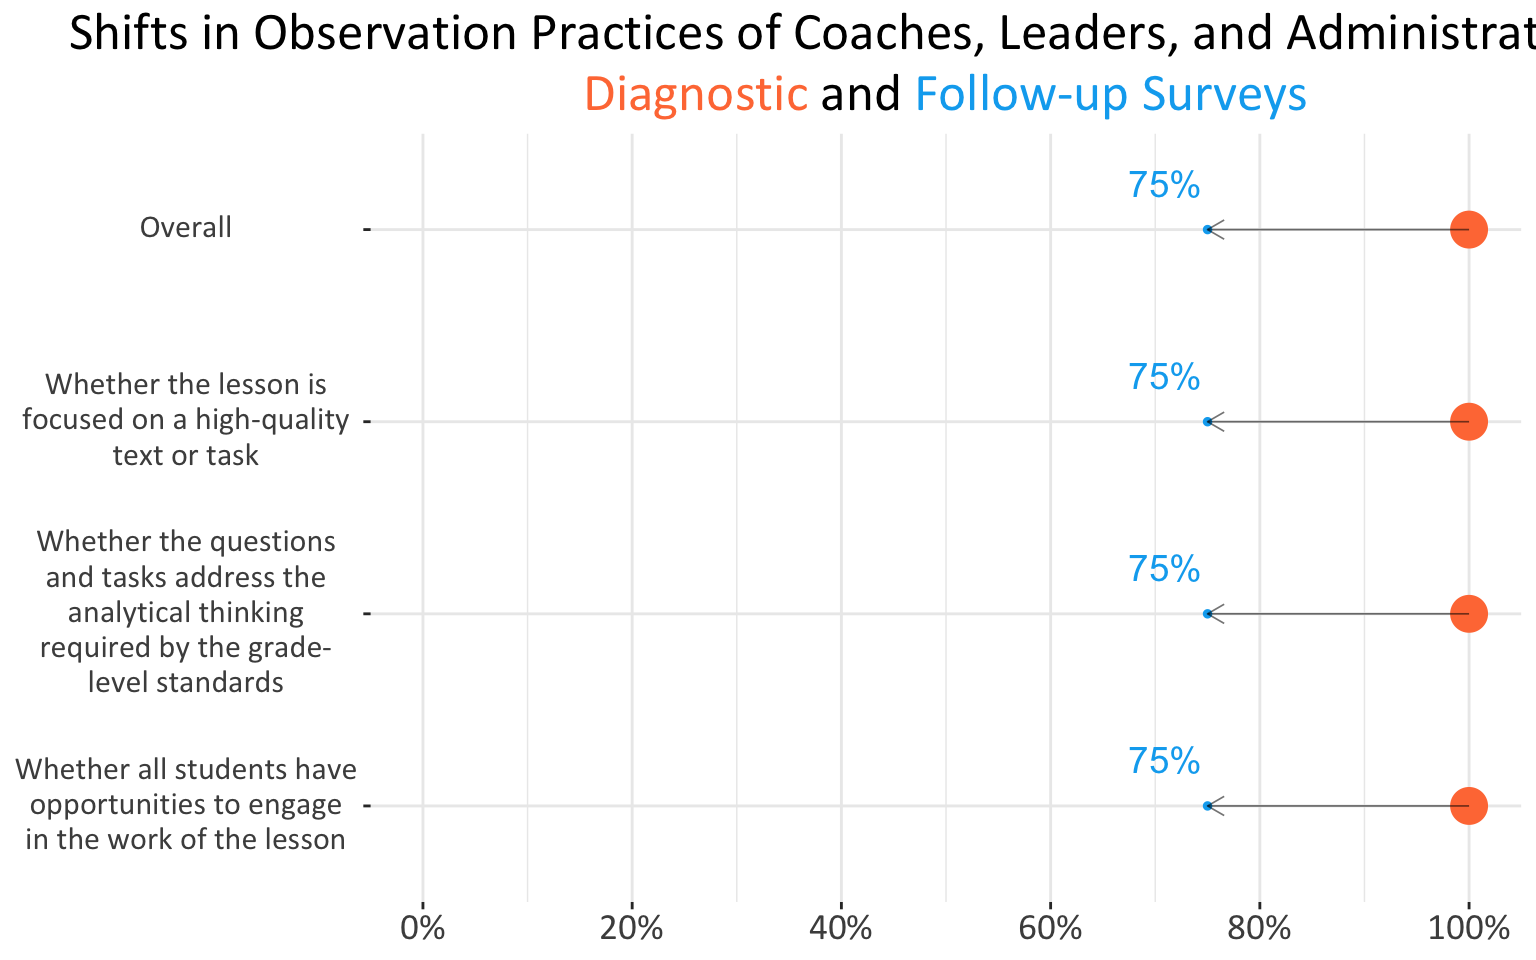 Shifts in Observation Practices of Coaches, Leaders, and Administrat
Diagnostic and Follow-up Surveys
75%
Overall
75%
Whether the lesson is
focused on a high-quality
text or task
75%
Whether the questions
and tasks address the
analytical thinking
required by the grade-
level standards
75%
Whether all students have
opportunities to engage
in the work of the lesson
0% 20% 40% 60% 80% 100%